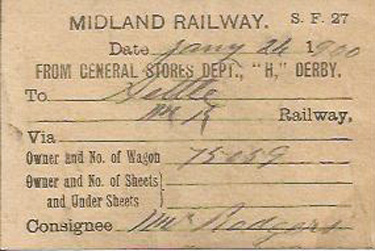 MIDLAND RAILWAY. S. F. 27
Date Jany 24 1900
FROM GENERAL STORES DEPT., "H," DERBY.
To Settle
M R Railway,
Via
Owner and No. of Wagon 75059
Owner and No. of Sheets
and Under Sheets
Consignee Mr Rodgers